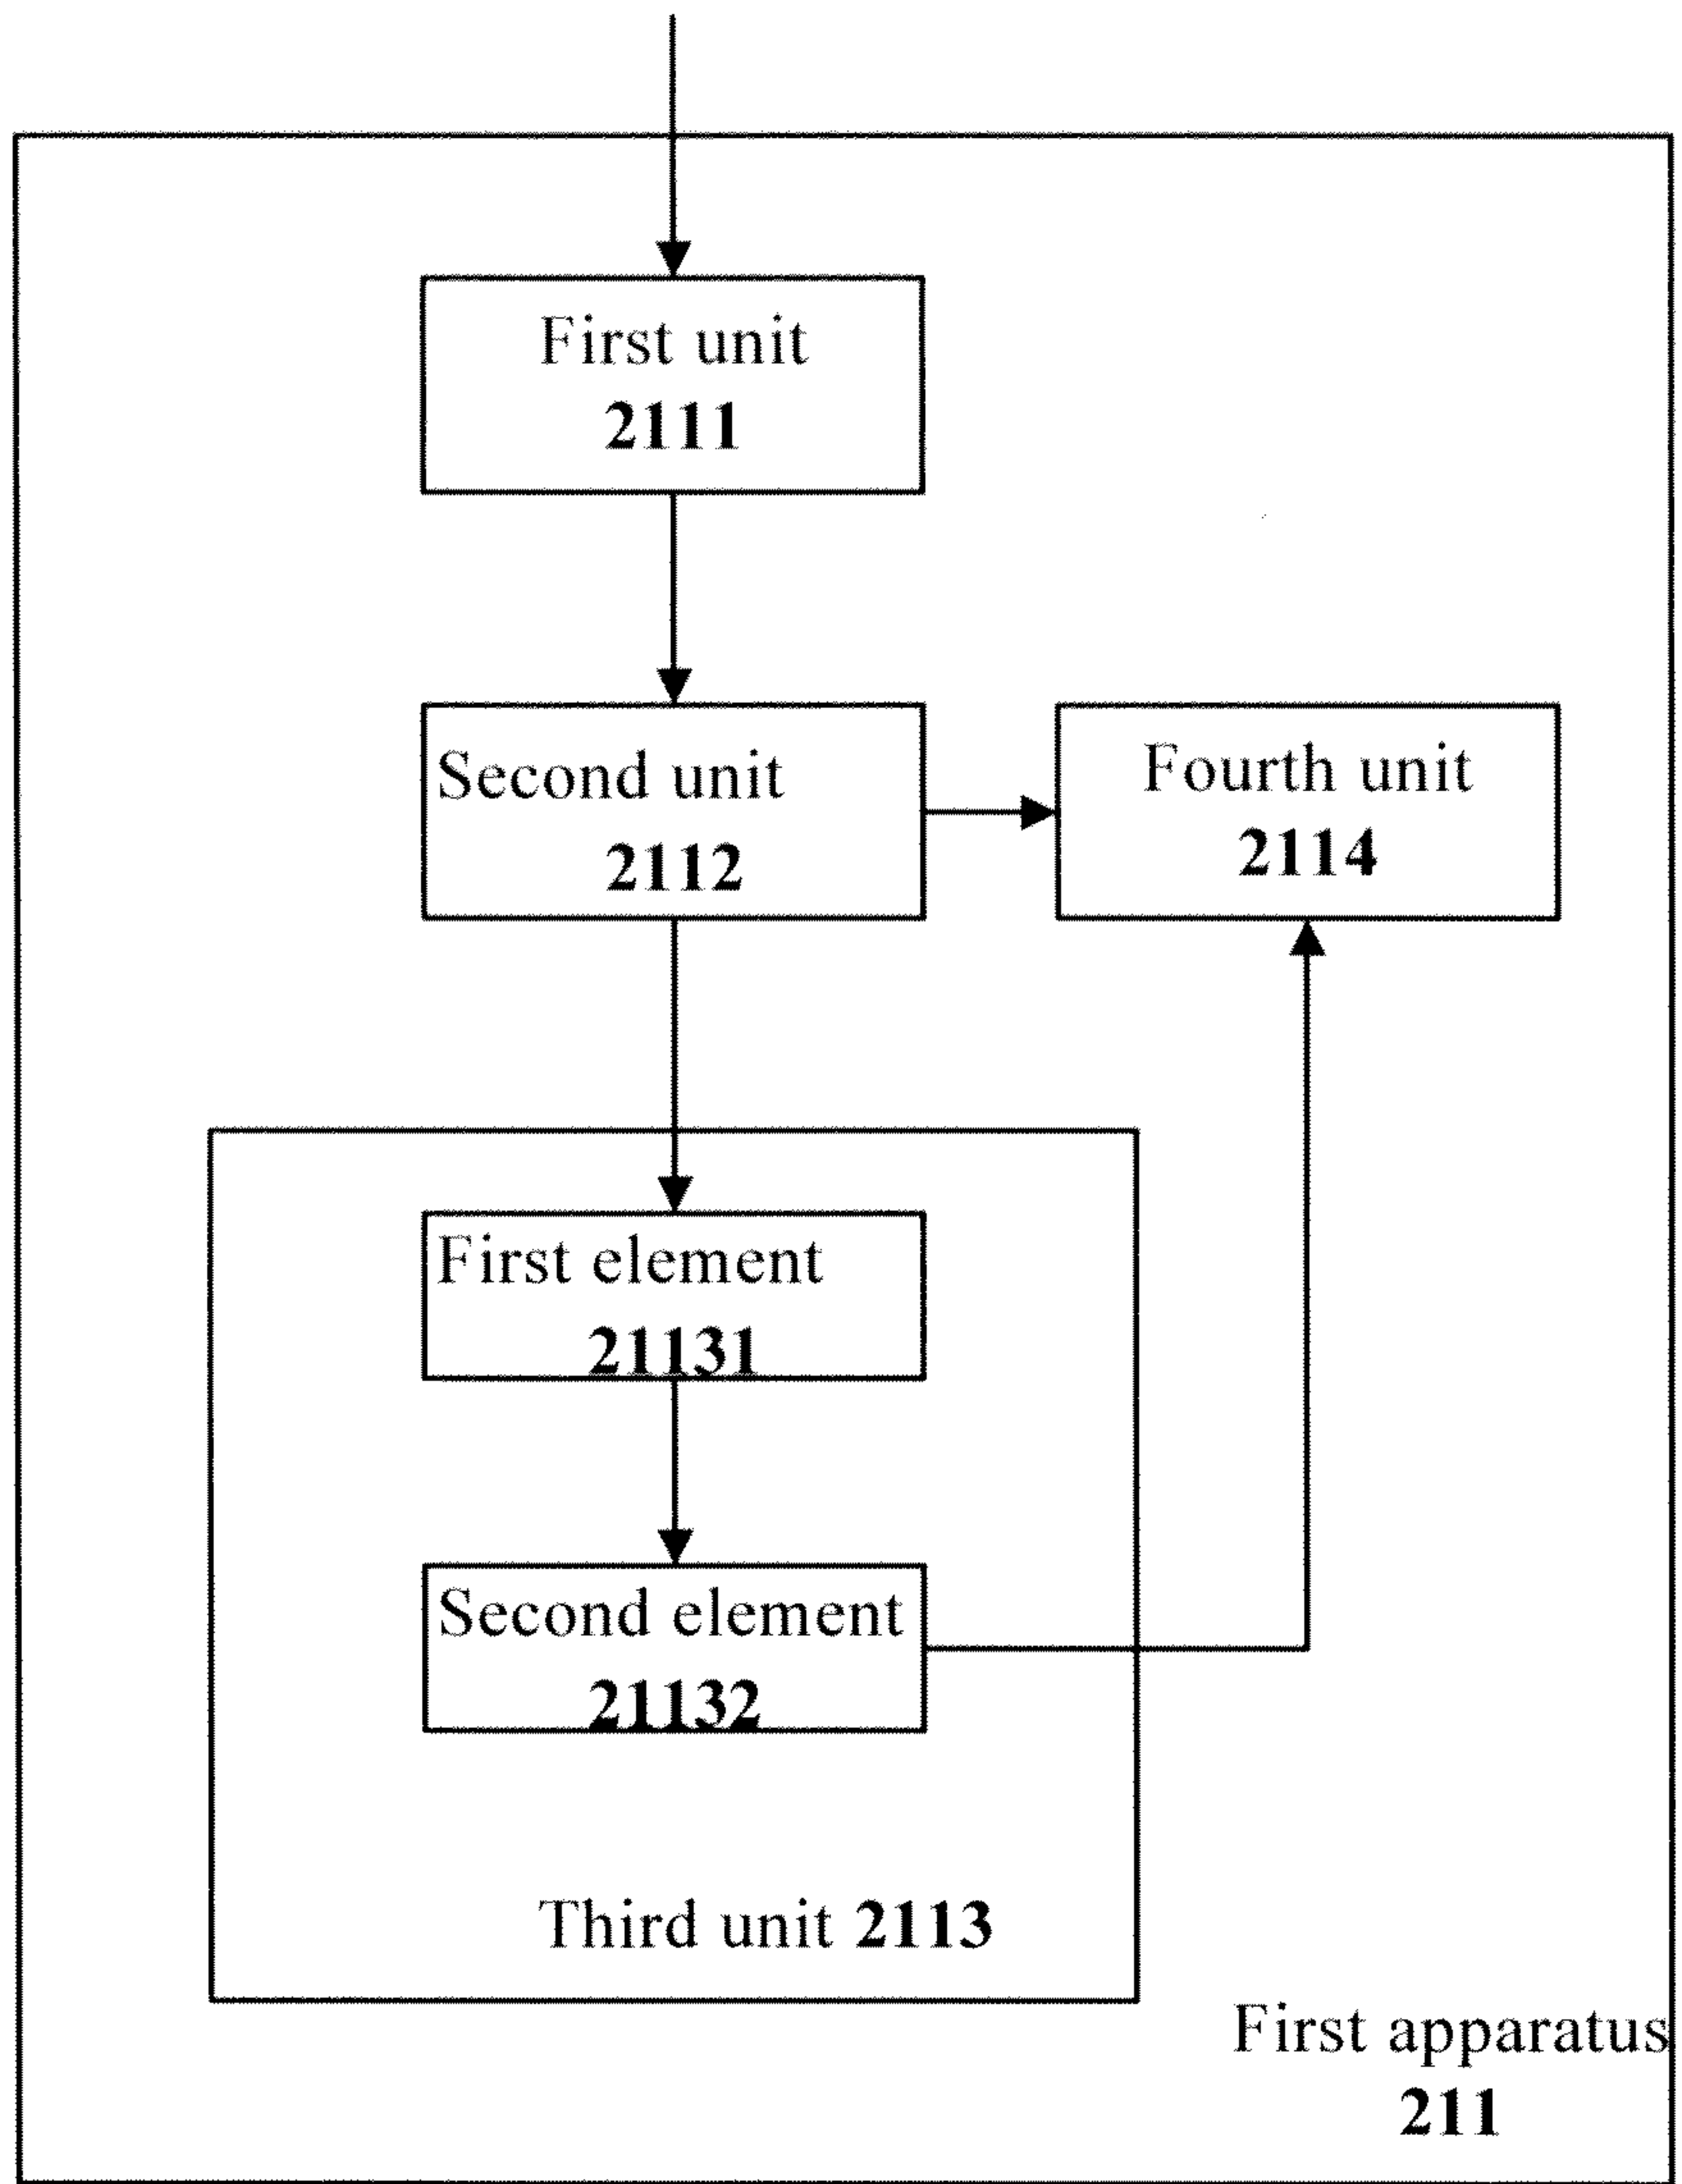 First unit
2111
Second unit
2112
Fourth unit
2114
First element
21131
Second element
21132
Third unit 2113
First apparatus
211